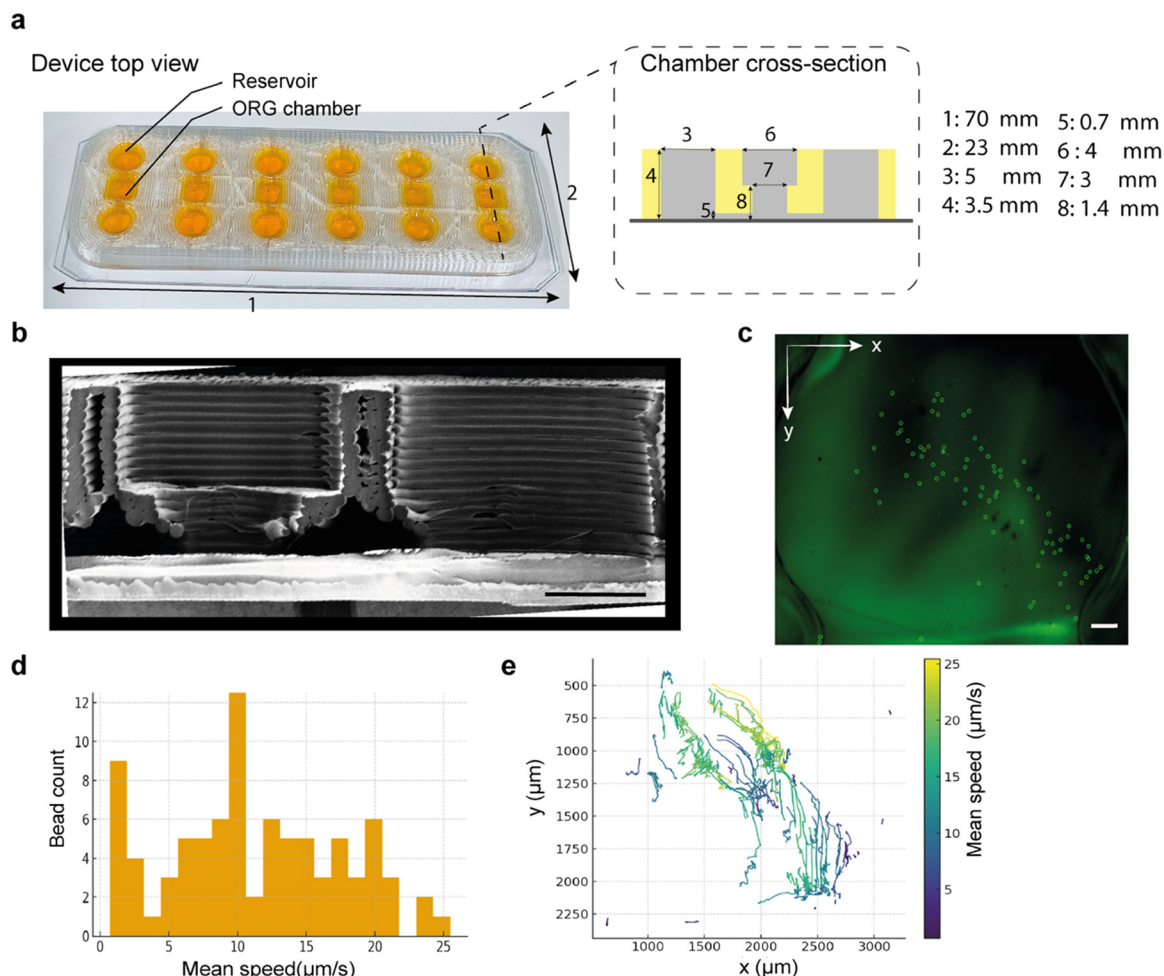 a
Device top view
Reservoir
ORG chamber
1
2
Chamber cross-section
3 6
4 7
5 8
1: 70 mm 5: 0.7 mm
2: 23 mm 6 : 4 mm
3: 5 mm 7: 3 mm
4: 3.5 mm 8: 1.4 mm
b
c
x
y
d
Bead count
12
10
8
6
4
2
0
0 5 10 15 20 25
Mean speed(µm/s)
e
y (µm)
500
750
1000
1250
1500
1750
2000
2250
1000 1500 2000 2500 3000
x (µm)
25
20
15
10
5
Mean speed (µm/s)